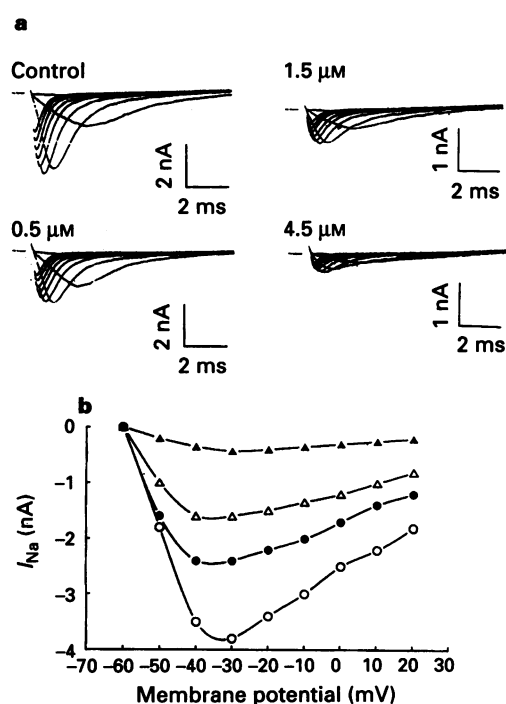 a
Control
1.5 µM
2 nA
2 ms
1 nA
2 ms
0.5 µM
4.5 µM
2 nA
2 ms
1 nA
2 ms
b
0
–1
–2
–3
–4
I_Na (nA)
–70 –60 –50 –40 –30 –20 –10 0 10 20 30
Membrane potential (mV)